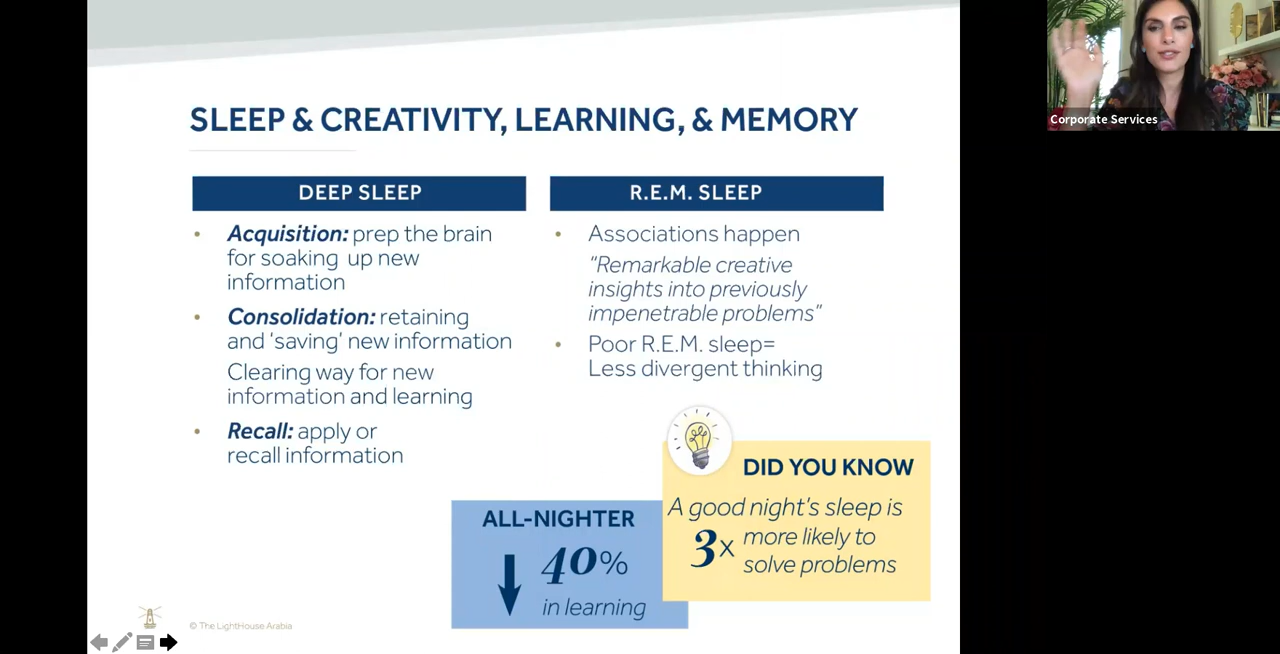 SLEEP & CREATIVITY, LEARNING, & MEMORY
DEEP SLEEP
• Acquisition: prep the brain
for soaking up new
information
• Consolidation: retaining
and 'saving' new information
Clearing way for new
information and learning
• Recall: apply or
recall information
R.E.M. SLEEP
• Associations happen
"Remarkable creative
insights into previously
impenetrable problems"
• Poor R.E.M. sleep=
Less divergent thinking
ALL-NIGHTER
40%
in learning
DID YOU KNOW
A good night's sleep is
3x more likely to
solve problems
© The LightHouse Arabia
Corporate Services